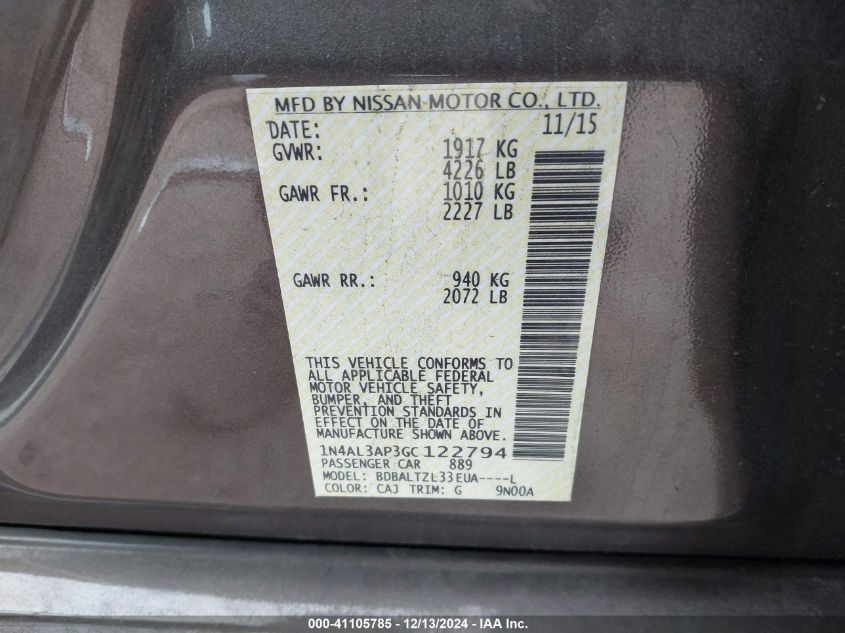 MFD BY NISSAN MOTOR CO., LTD.
DATE: 11/15
GVWR: 1917 KG
4226 LB
GAWR FR.: 1010 KG
2227 LB
GAWR RR.: 940 KG
2072 LB
THIS VEHICLE CONFORMS TO
ALL APPLICABLE FEDERAL
MOTOR VEHICLE SAFETY,
BUMPER, AND THEFT
PREVENTION STANDARDS IN
EFFECT ON THE DATE OF
MANUFACTURE SHOWN ABOVE.
1N4AL3AP3GC122794
PASSENGER CAR 889
MODEL: BDBALTZL33EUA----L
COLOR: CAJ TRIM: G 9N00A
000-41105785 - 12/13/2024 - IAAI - US - IAA, Inc.